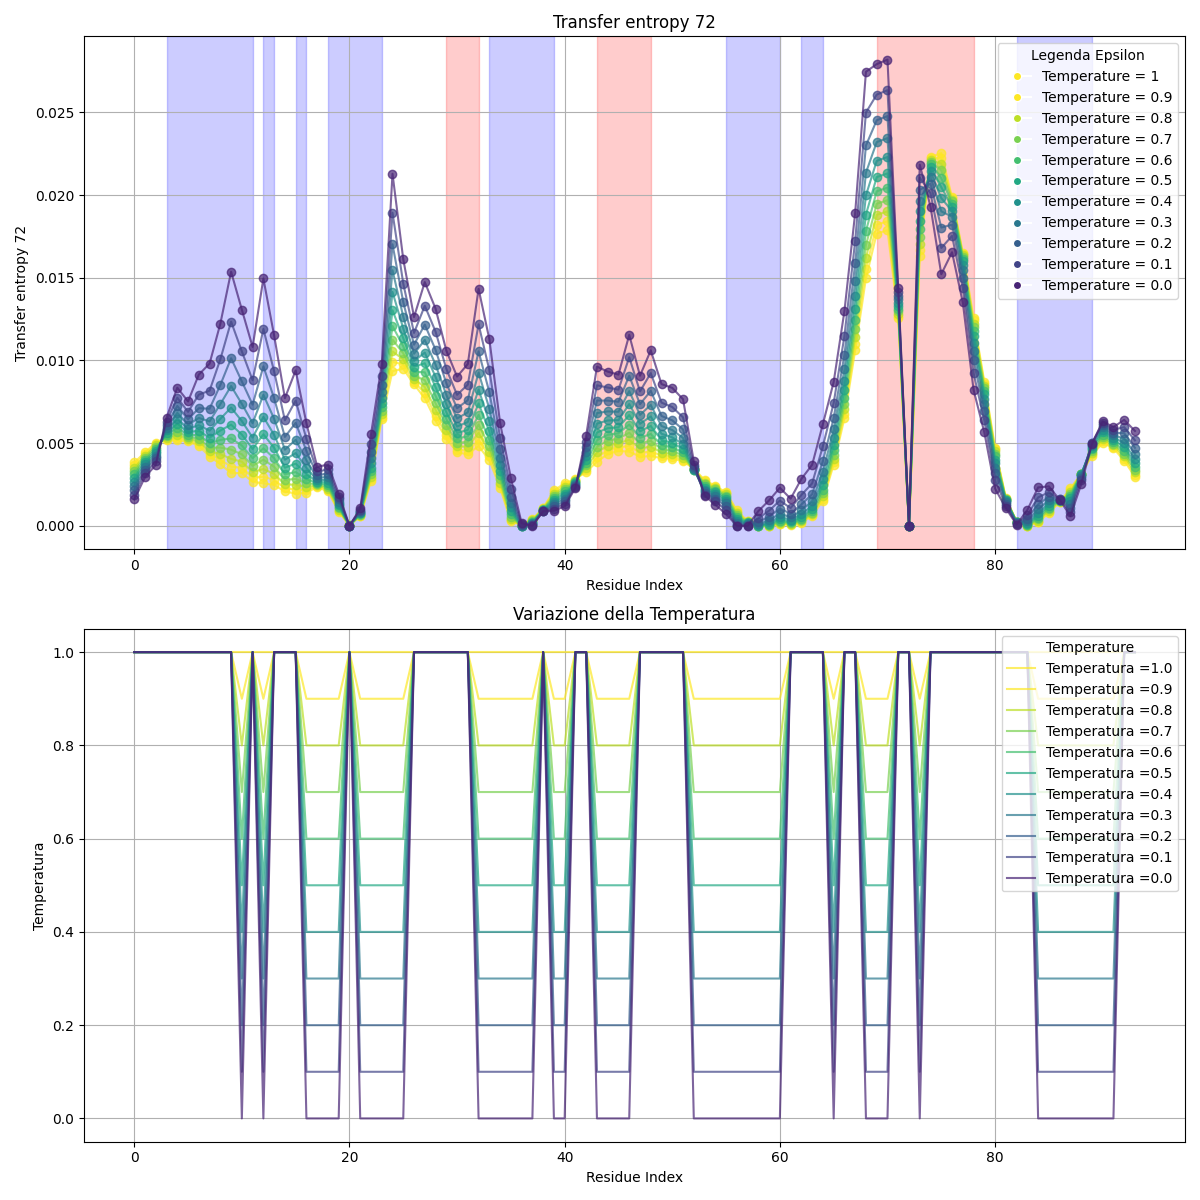 Transfer entropy 72
Transfer entropy 72
0.025
0.020
0.015
0.010
0.005
0.000
Legenda Epsilon
Temperature = 1
Temperature = 0.9
Temperature = 0.8
Temperature = 0.7
Temperature = 0.6
Temperature = 0.5
Temperature = 0.4
Temperature = 0.3
Temperature = 0.2
Temperature = 0.1
Temperature = 0.0
0 20 40 60 80
Residue Index
Variazione della Temperatura
Temperatura
1.0
0.8
0.6
0.4
0.2
0.0
Temperature
Temperatura =1.0
Temperatura =0.9
Temperatura =0.8
Temperatura =0.7
Temperatura =0.6
Temperatura =0.5
Temperatura =0.4
Temperatura =0.3
Temperatura =0.2
Temperatura =0.1
Temperatura =0.0
0 20 40 60 80
Residue Index